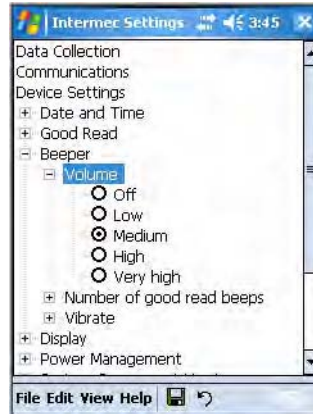 Intermec Settings 3:45
Data Collection
Communications
Device Settings
Date and Time
Good Read
Beeper
Volume
Off
Low
Medium
High
Very high
Number of good read beeps
Vibrate
Display
Power Management
File Edit View Help